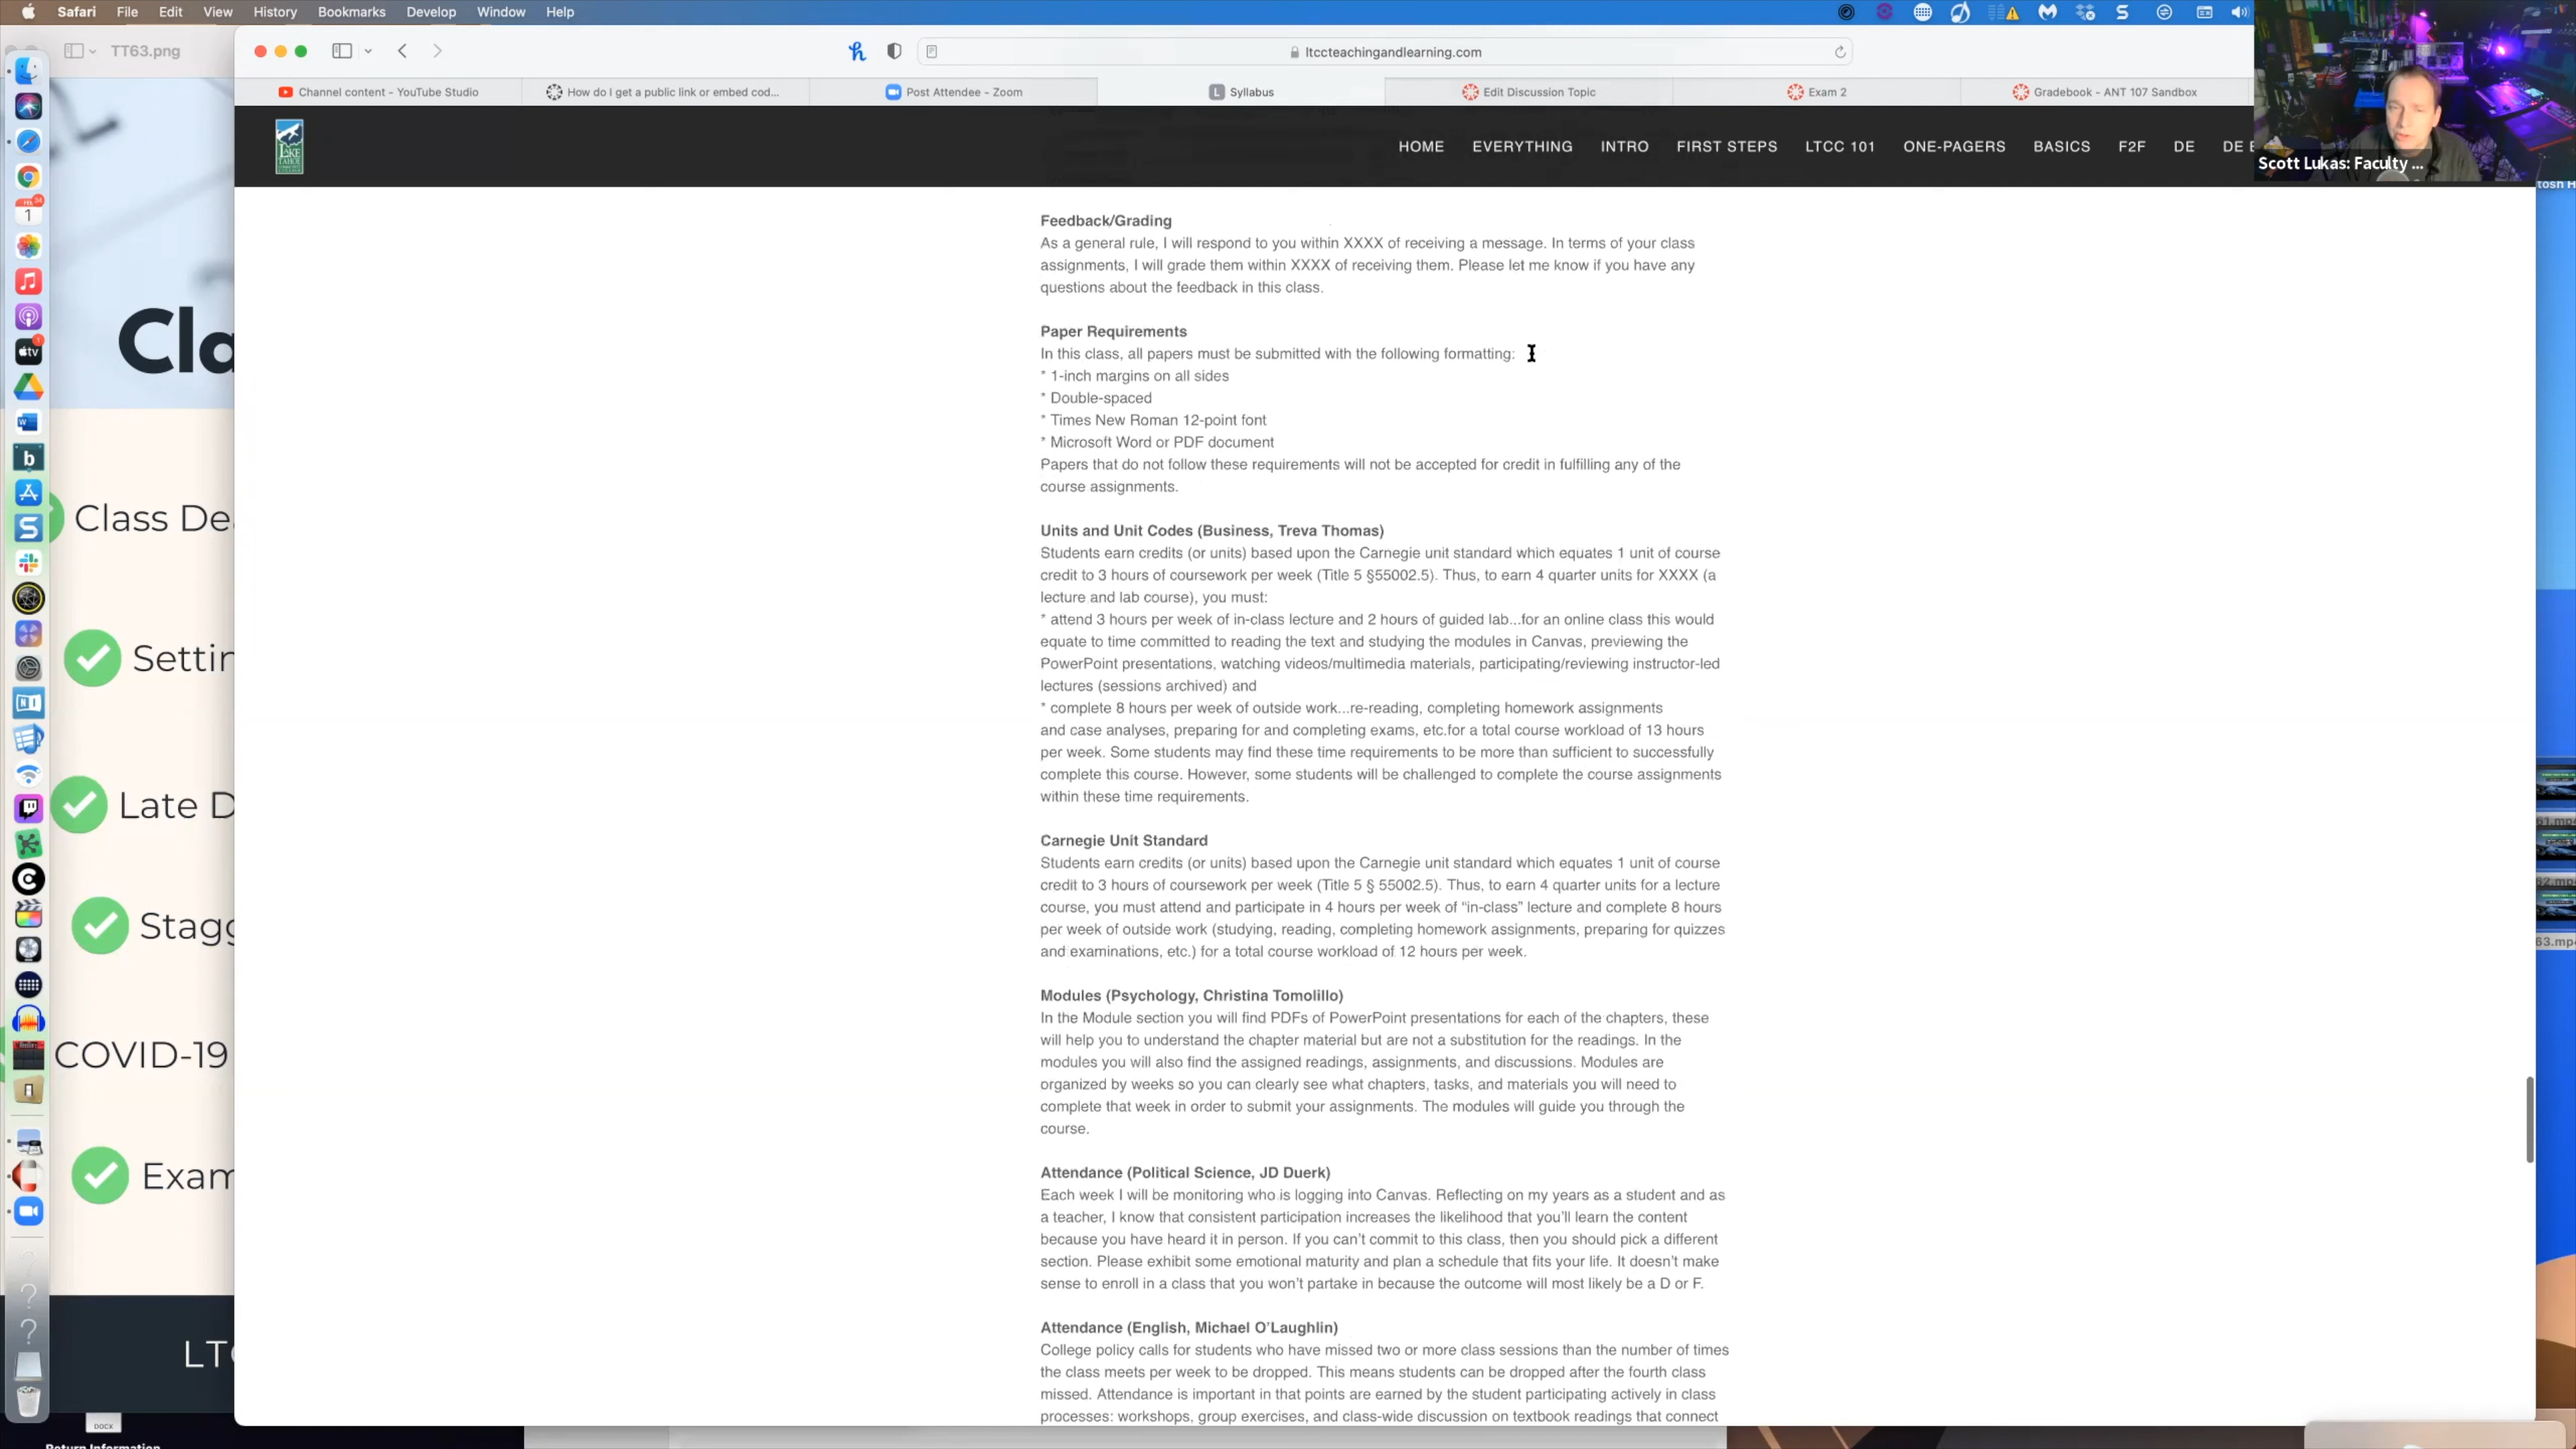 Safari File Edit View History Bookmarks Develop Window Help
TT63.png
ltccteachingandlearning.com
Channel content - YouTube Studio
How do I get a public link or embed cod...
Post Attendee - Zoom
Syllabus
Edit Discussion Topic
Exam 2
Gradebook - ANT 107 Sandbox
HOME EVERYTHING INTRO FIRST STEPS LTCC 101 ONE-PAGERS BASICS F2F DE DE E
Scott Lukas: Faculty ...
Feedback/Grading
As a general rule, I will respond to you within XXXX of receiving a message. In terms of your class
assignments, I will grade them within XXXX of receiving them. Please let me know if you have any
questions about the feedback in this class.
Paper Requirements
In this class, all papers must be submitted with the following formatting:
* 1-inch margins on all sides
* Double-spaced
* Times New Roman 12-point font
* Microsoft Word or PDF document
Papers that do not follow these requirements will not be accepted for credit in fulfilling any of the
course assignments.
Units and Unit Codes (Business, Treva Thomas)
Students earn credits (or units) based upon the Carnegie unit standard which equates 1 unit of course
credit to 3 hours of coursework per week (Title 5 §55002.5). Thus, to earn 4 quarter units for XXXX (a
lecture and lab course), you must:
* attend 3 hours per week of in-class lecture and 2 hours of guided lab...for an online class this would
equate to time committed to reading the text and studying the modules in Canvas, previewing the
PowerPoint presentations, watching videos/multimedia materials, participating/reviewing instructor-led
lectures (sessions archived) and
* complete 8 hours per week of outside work...re-reading, completing homework assignments
and case analyses, preparing for and completing exams, etc.for a total course workload of 13 hours
per week. Some students may find these time requirements to be more than sufficient to successfully
complete this course. However, some students will be challenged to complete the course assignments
within these time requirements.
Carnegie Unit Standard
Students earn credits (or units) based upon the Carnegie unit standard which equates 1 unit of course
credit to 3 hours of coursework per week (Title 5 § 55002.5). Thus, to earn 4 quarter units for a lecture
course, you must attend and participate in 4 hours per week of “in-class” lecture and complete 8 hours
per week of outside work (studying, reading, completing homework assignments, preparing for quizzes
and examinations, etc.) for a total course workload of 12 hours per week.
Modules (Psychology, Christina Tomolillo)
In the Module section you will find PDFs of PowerPoint presentations for each of the chapters, these
will help you to understand the chapter material but are not a substitution for the readings. In the
modules you will also find the assigned readings, assignments, and discussions. Modules are
organized by weeks so you can clearly see what chapters, tasks, and materials you will need to
complete that week in order to submit your assignments. The modules will guide you through the
course.
Attendance (Political Science, JD Duerk)
Each week I will be monitoring who is logging into Canvas. Reflecting on my years as a student and as
a teacher, I know that consistent participation increases the likelihood that you’ll learn the content
because you have heard it in person. If you can’t commit to this class, then you should pick a different
section. Please exhibit some emotional maturity and plan a schedule that fits your life. It doesn’t make
sense to enroll in a class that you won’t partake in because the outcome will most likely be a D or F.
Attendance (English, Michael O’Laughlin)
College policy calls for students who have missed two or more class sessions than the number of times
the class meets per week to be dropped. This means students can be dropped after the fourth class
missed. Attendance is important in that points are earned by the student participating actively in class
processes: workshops, group exercises, and class-wide discussion on textbook readings that connect
Cla
Class De
Settin
Late D
Stagg
COVID-19
Exam
LTC
DOCX
Return Information
63.mp4